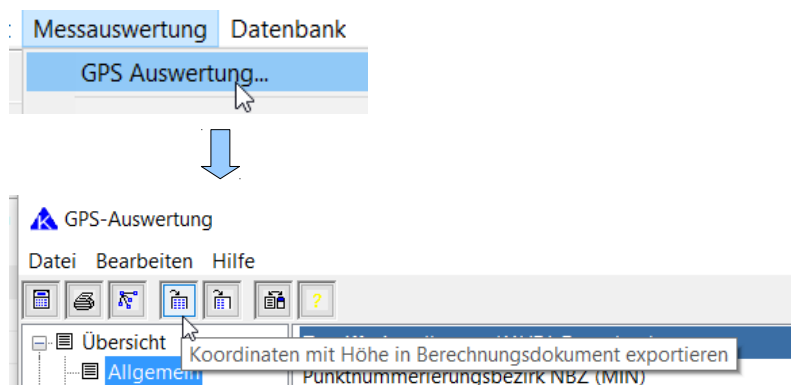 Messauswertung Datenbank
GPS Auswertung...
GPS-Auswertung
Datei Bearbeiten Hilfe
?
Übersicht
Koordinaten mit Höhe in Berechnungsdokument exportieren
Allgemein
Punktnummerierungsbezirk NBZ (MIN)